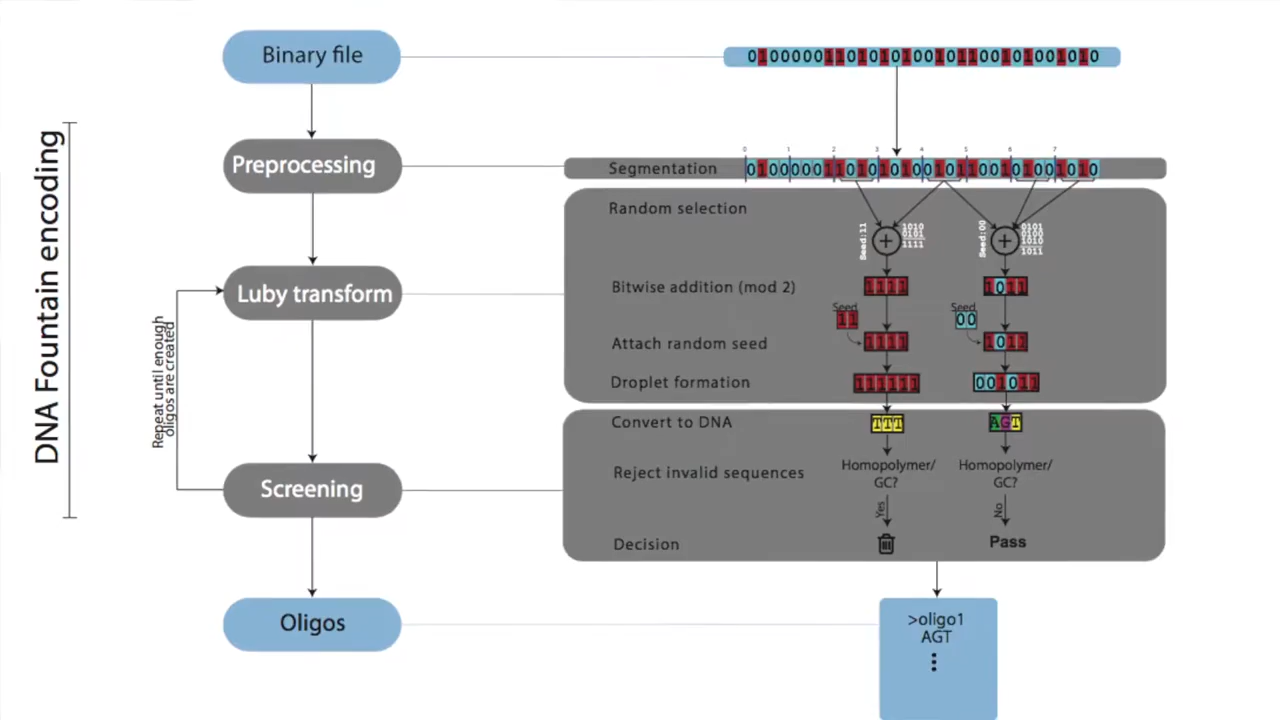 Binary file
01000001101010100101100101001010
DNA Fountain encoding
Preprocessing
0 1 2 3 4 5 6 7
Segmentation
01000001101010100101100101001010
Random selection
Seed:11
1010
0101
1111
Seed:00
0101
0100
1010
1011
Luby transform
Bitwise addition (mod 2)
1111
1011
Seed
11
Seed
00
Attach random seed
1111
1011
Droplet formation
111111
001011
Repeat until enough
oligos are created
Convert to DNA
TTT
AGT
Screening
Reject invalid sequences
Homopolymer/
GC?
Homopolymer/
GC?
Yes
No
Decision
Pass
Oligos
>oligo1
AGT